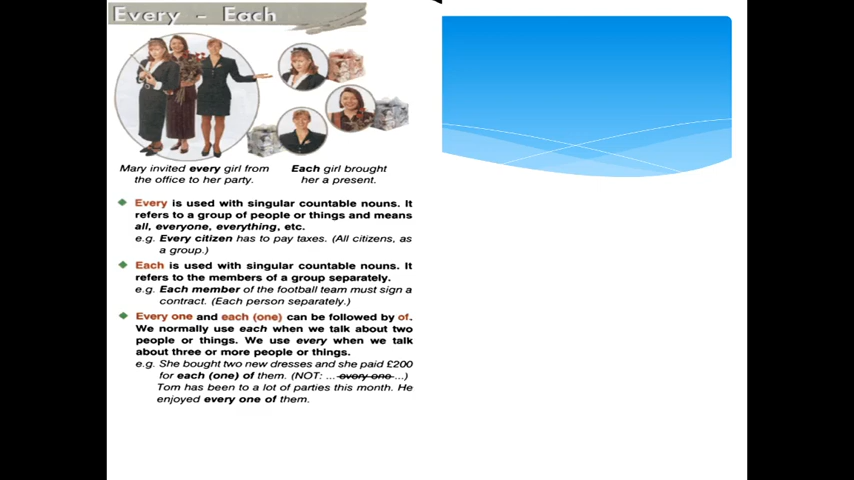 Every - Each
Mary invited every girl from
the office to her party.
Each girl brought
her a present.
Every is used with singular countable nouns. It
refers to a group of people or things and means
all, everyone, everything, etc.
e.g. Every citizen has to pay taxes. (All citizens, as
a group.)
Each is used with singular countable nouns. It
refers to the members of a group separately.
e.g. Each member of the football team must sign a
contract. (Each person separately.)
Every one and each (one) can be followed by of.
We normally use each when we talk about two
people or things. We use every when we talk
about three or more people or things.
e.g. She bought two new dresses and she paid £200
for each (one) of them. (NOT: ... every one ...)
Tom has been to a lot of parties this month. He
enjoyed every one of them.